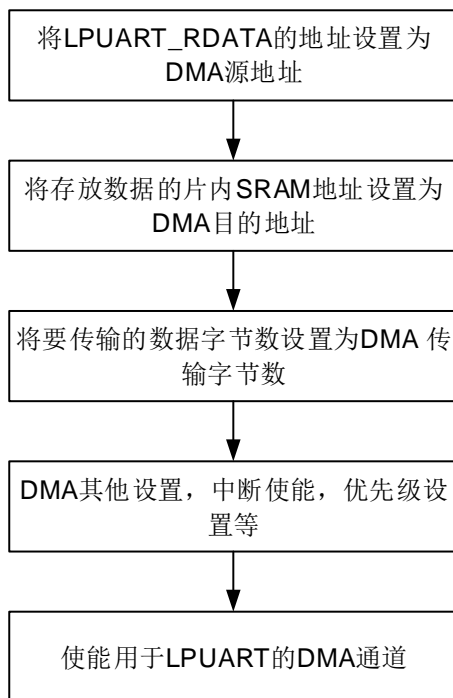 将LPUART_RDATA的地址设置为
DMA源地址
将存放数据的片内SRAM地址设置为
DMA目的地址
将要传输的数据字节数设置为DMA 传
输字节数
DMA其他设置，中断使能，优先级设
置等
使能用于LPUART的DMA通道